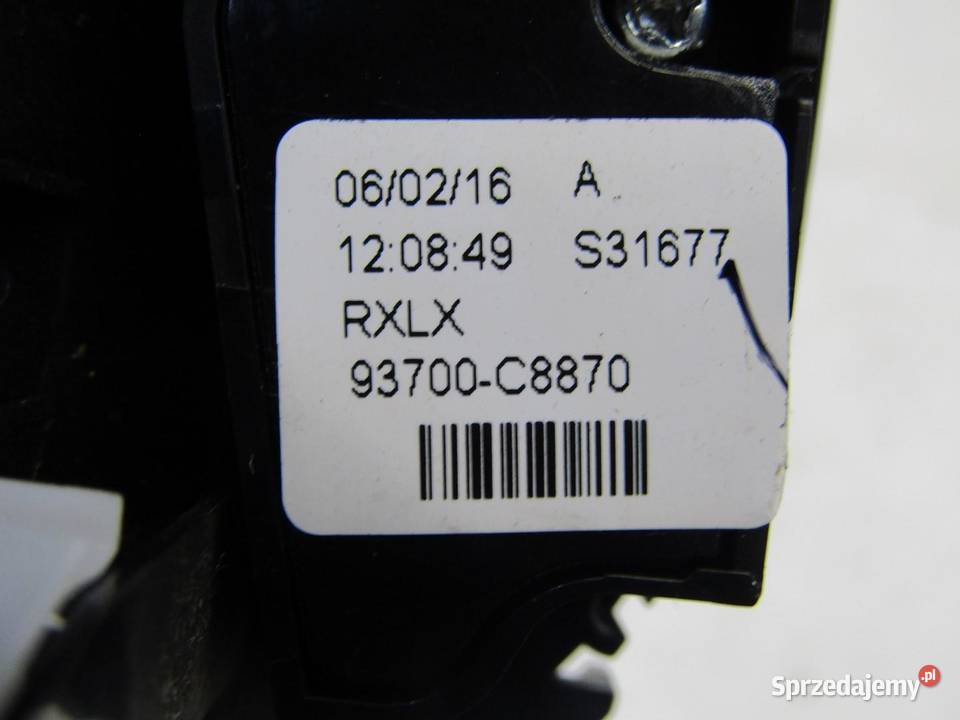 06/02/16 A
12:08:49 S31677
RXLX
93700-C8870
Sprzedajemy.pl